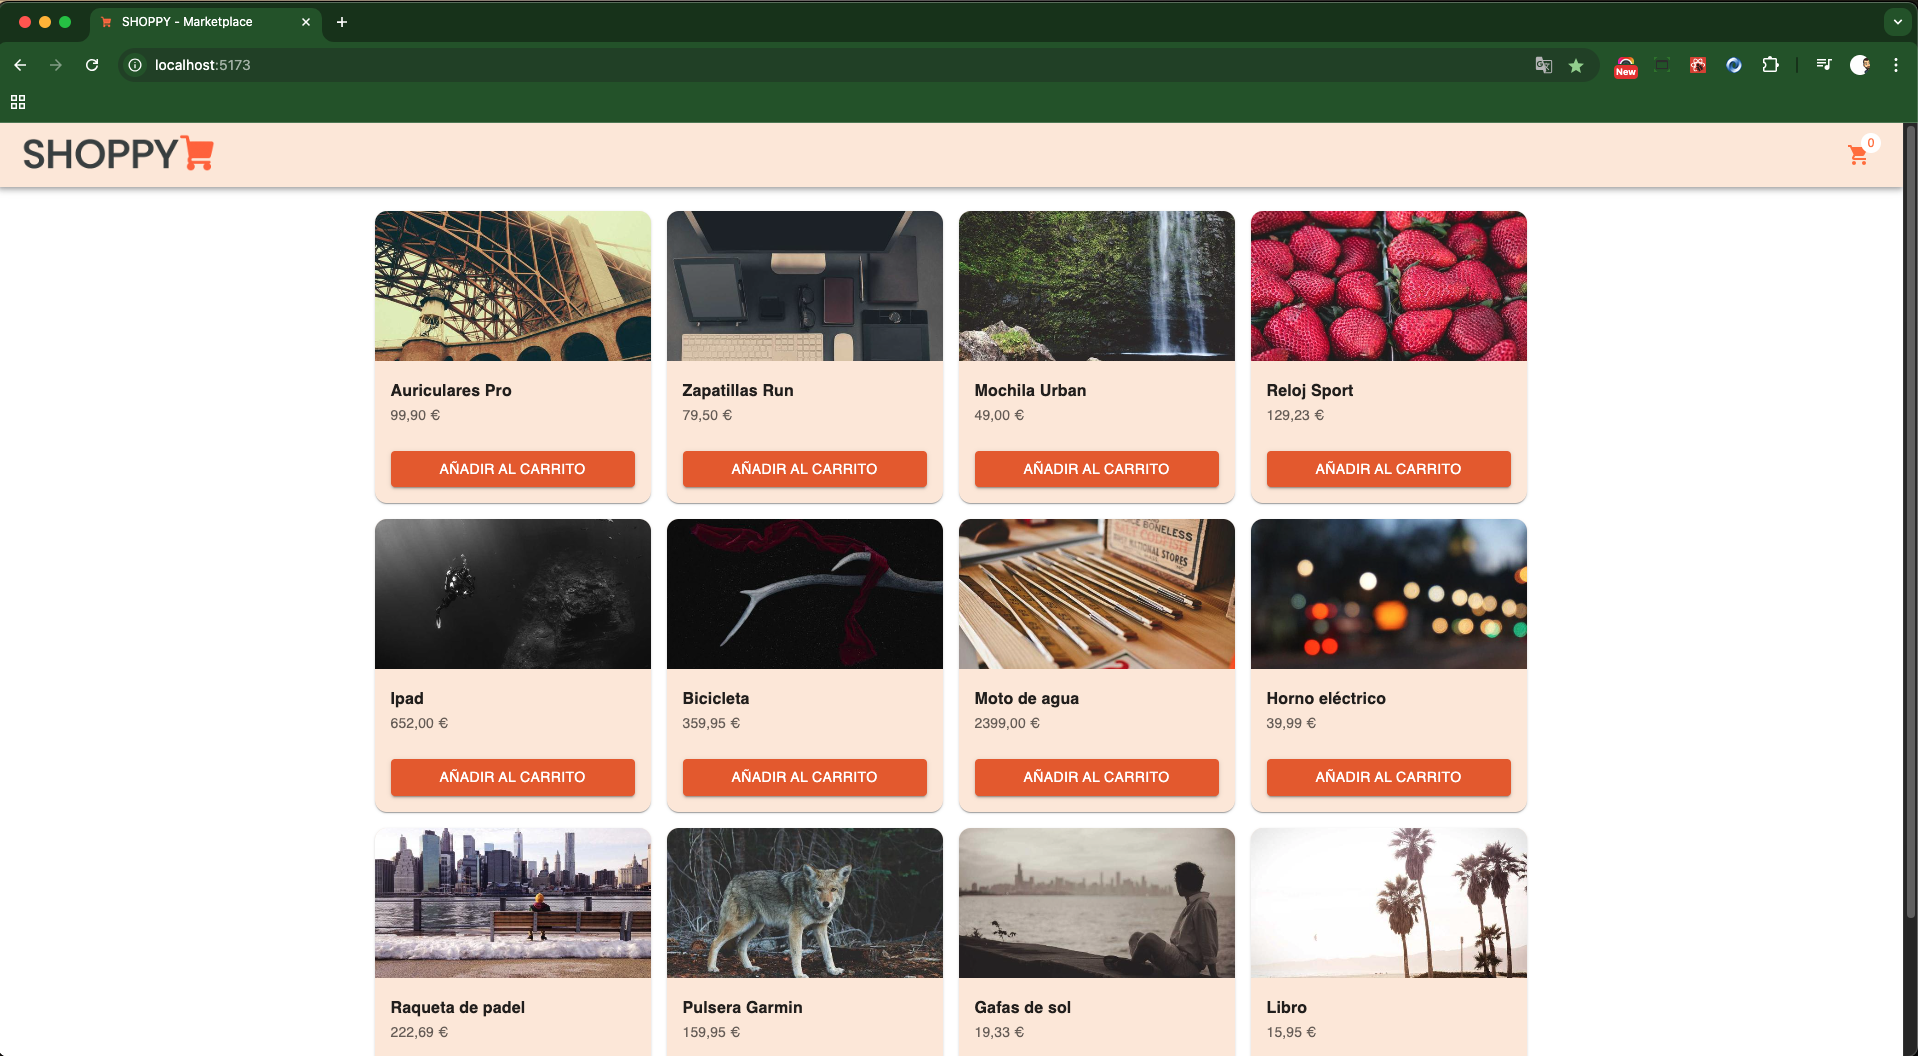 SHOPPY - Marketplace
localhost:5173
New
SHOPPY
0
Auriculares Pro
99,90 €
AÑADIR AL CARRITO
Zapatillas Run
79,50 €
AÑADIR AL CARRITO
Mochila Urban
49,00 €
AÑADIR AL CARRITO
Reloj Sport
129,23 €
AÑADIR AL CARRITO
Ipad
652,00 €
AÑADIR AL CARRITO
Bicicleta
359,95 €
AÑADIR AL CARRITO
BONELESS
CODFISH
NATIONAL STORES
Moto de agua
2399,00 €
AÑADIR AL CARRITO
Horno eléctrico
39,99 €
AÑADIR AL CARRITO
Raqueta de padel
222,69 €
Pulsera Garmin
159,95 €
Gafas de sol
19,33 €
Libro
15,95 €